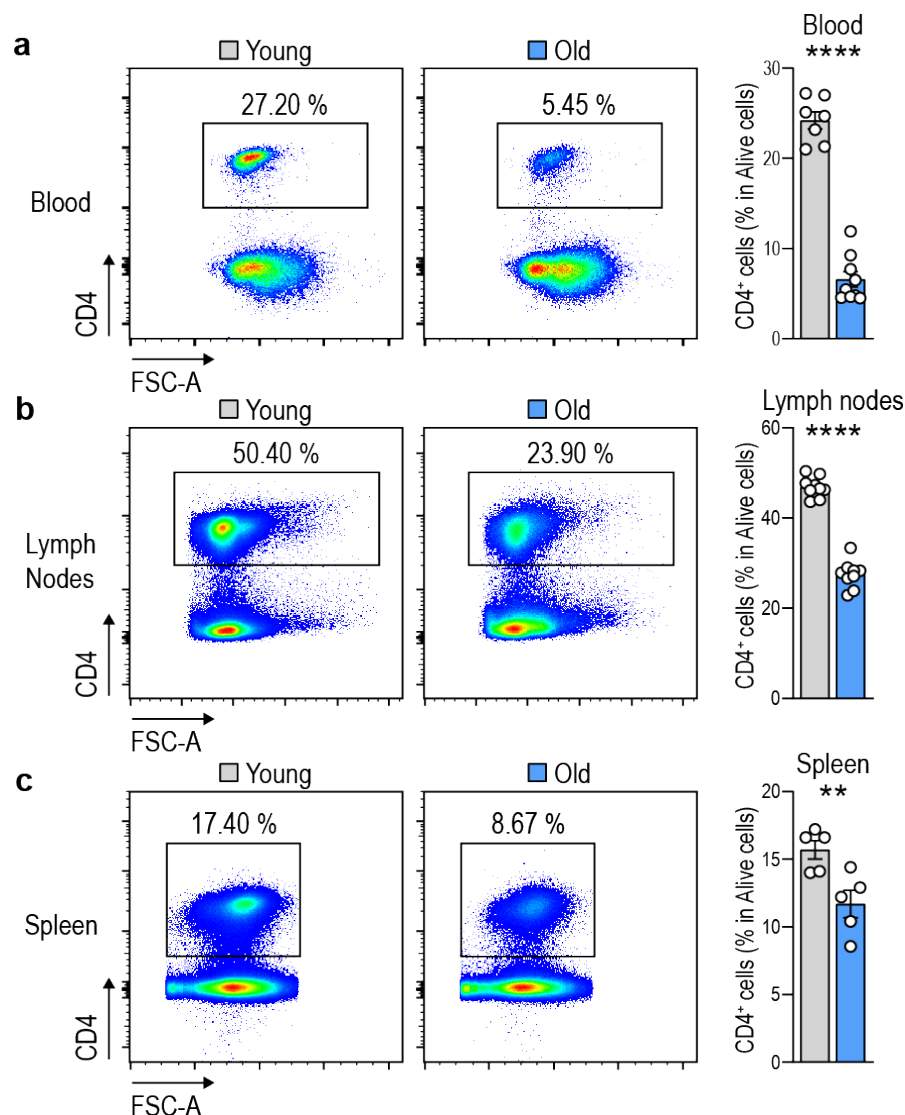 a
Young
Old
Blood
****
27.20 %
5.45 %
Blood
CD4
FSC-A
CD4⁺ cells (% in Alive cells)
30
20
10
0
b
Young
Old
Lymph nodes
****
50.40 %
23.90 %
Lymph
Nodes
CD4
FSC-A
CD4⁺ cells (% in Alive cells)
60
40
20
0
c
Young
Old
Spleen
**
17.40 %
8.67 %
Spleen
CD4
FSC-A
CD4⁺ cells (% in Alive cells)
20
15
10
5
0